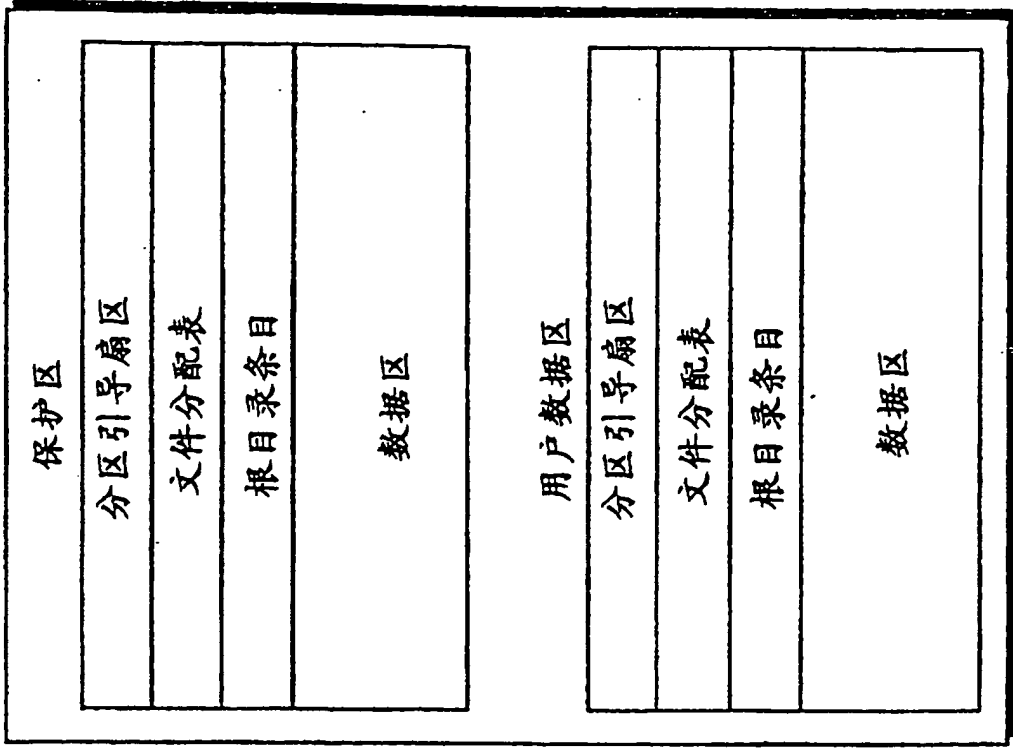 保护区
分区引导扇区
文件分配表
根目录条目
数据区
用户数据区
分区引导扇区
文件分配表
根目录条目
数据区